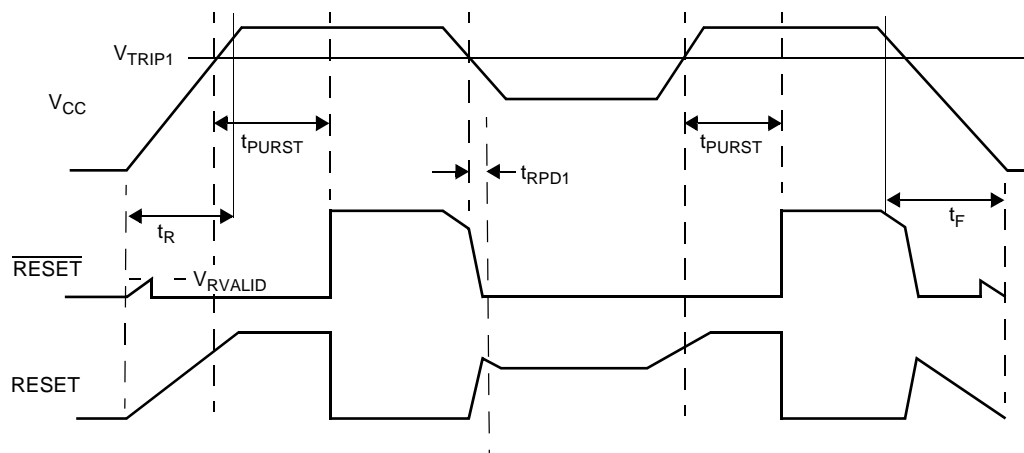 VTRIP1
VCC
tPURST
tPURST
tRPD1
tR
tF
RESET
VRVALID
RESET